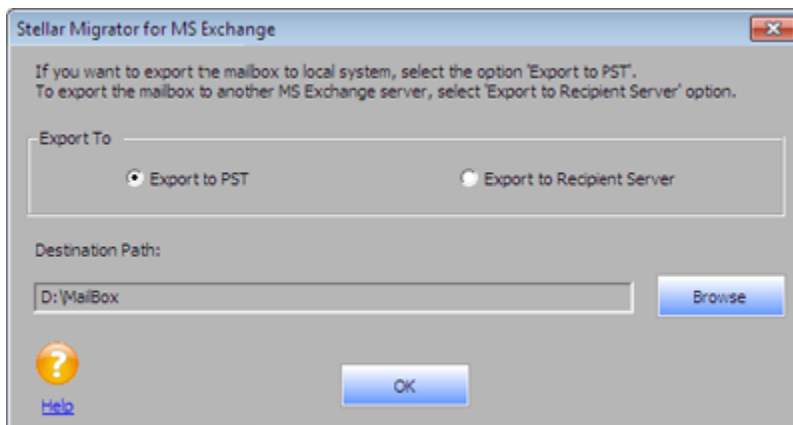 Stellar Migrator for MS Exchange
If you want to export the mailbox to local system, select the option 'Export to PST'.
To export the mailbox to another MS Exchange server, select 'Export to Recipient Server' option.
Export To
Export to PST
Export to Recipient Server
Destination Path:
D:\MailBox
Browse
?
OK
Help